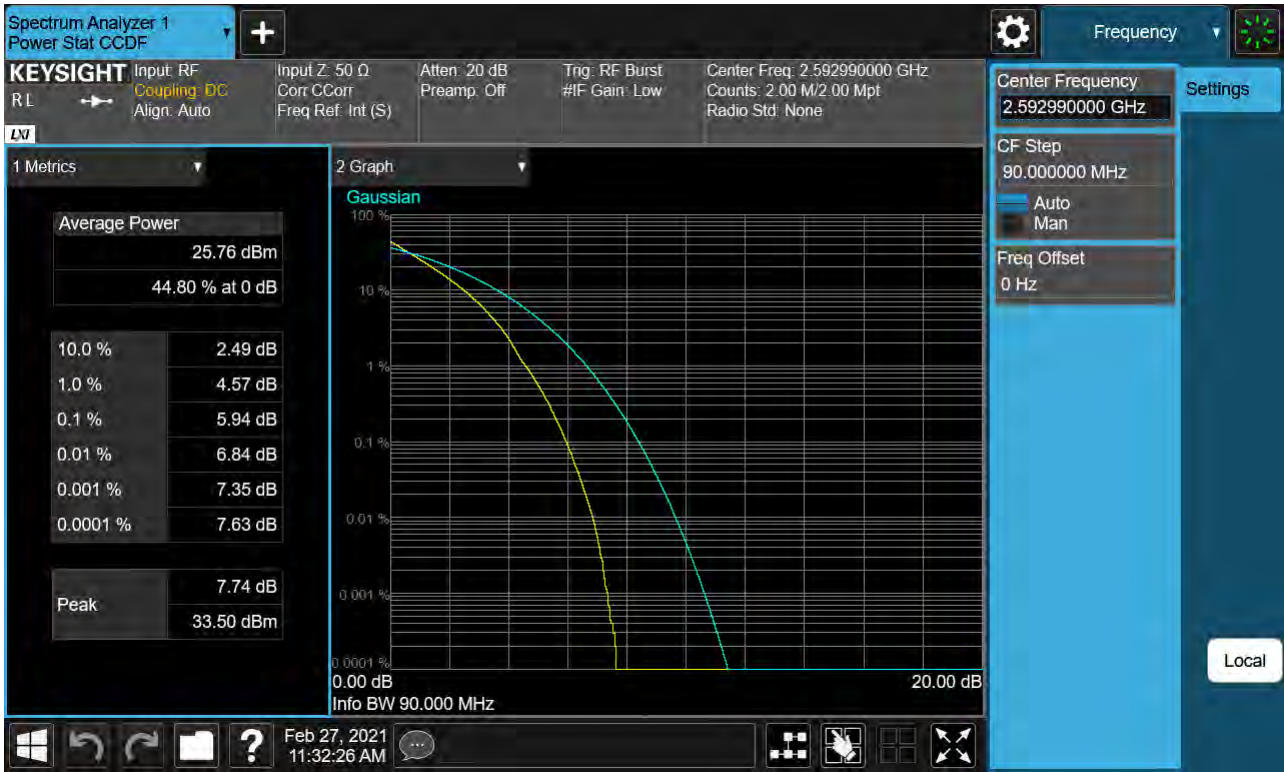 Spectrum Analyzer 1
Power Stat CCDF
Frequency
KEYSIGHT
R L
LXI
Input: RF
Coupling: DC
Align: Auto
Input Z: 50 Ω
Corr CCorr
Freq Ref: Int (S)
Atten: 20 dB
Preamp: Off
Trig: RF Burst
#IF Gain: Low
Center Freq: 2.592990000 GHz
Counts: 2.00 M/2.00 Mpt
Radio Std: None
Center Frequency
2.592990000 GHz
Settings
CF Step
90.000000 MHz
Auto
Man
Freq Offset
0 Hz
1 Metrics
Average Power
25.76 dBm
44.80 % at 0 dB
10.0 % 2.49 dB
1.0 % 4.57 dB
0.1 % 5.94 dB
0.01 % 6.84 dB
0.001 % 7.35 dB
0.0001 % 7.63 dB
Peak
7.74 dB
33.50 dBm
2 Graph
Gaussian
100 %
10 %
1 %
0.1 %
0.01 %
0.001 %
0.0001 %
0.00 dB 20.00 dB
Info BW 90.000 MHz
Local
?
Feb 27, 2021
11:32:26 AM